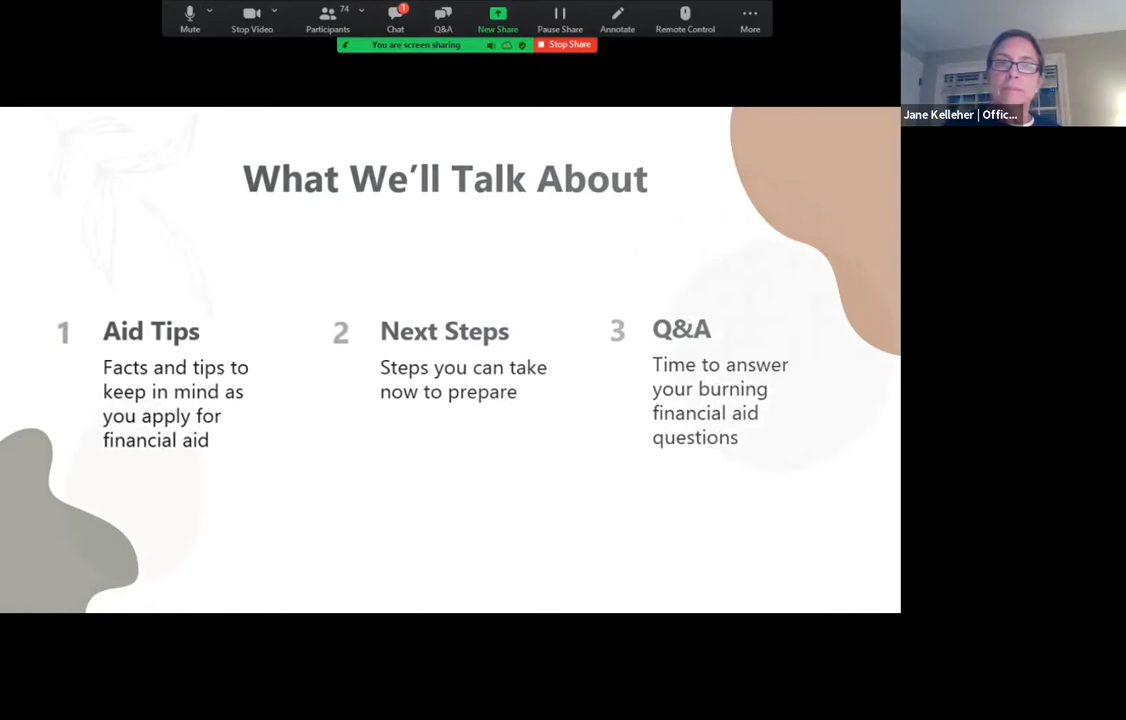 74
1
Mute
Stop Video
Participants
Chat
Q&A
New Share
Pause Share
Annotate
Remote Control
More
You are screen sharing
Stop Share
Jane Kelleher | Offic...
What We'll Talk About
1
Aid Tips
Facts and tips to
keep in mind as
you apply for
financial aid
2
Next Steps
Steps you can take
now to prepare
3
Q&A
Time to answer
your burning
financial aid
questions